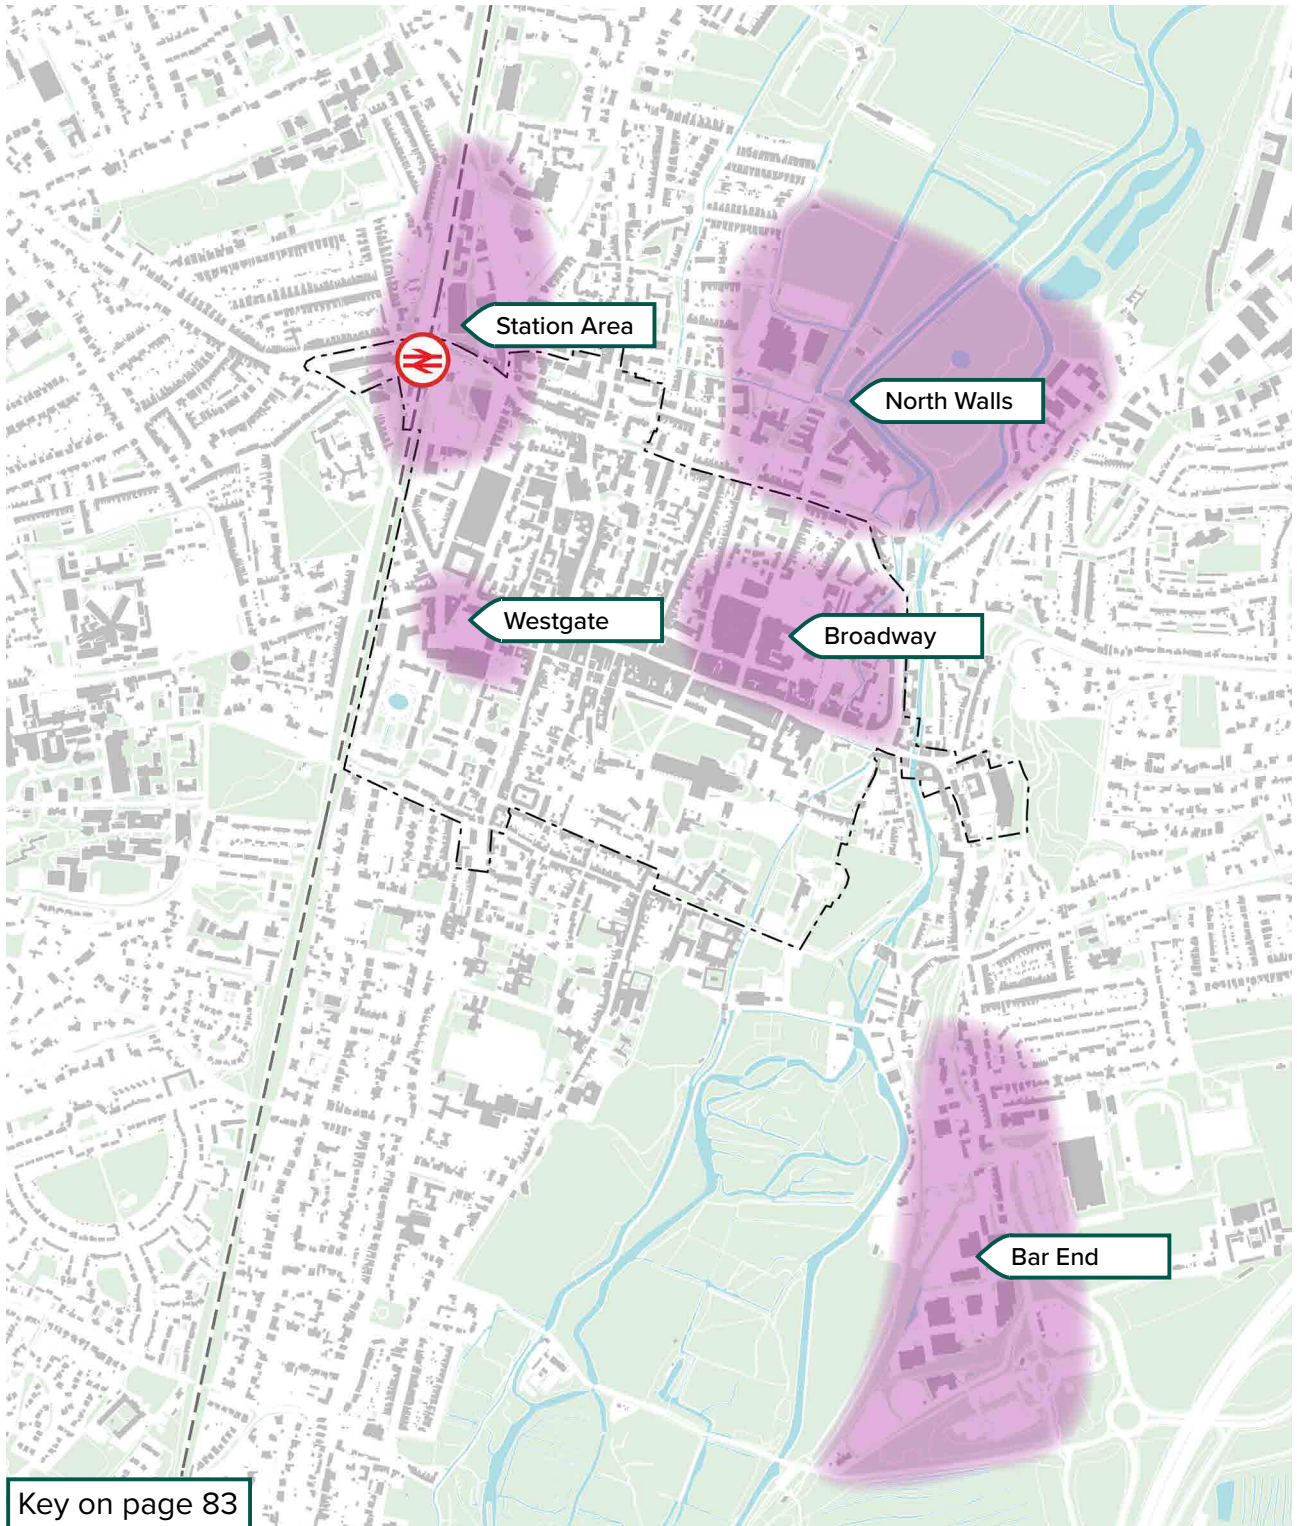 Station Area
North Walls
Westgate
Broadway
Bar End
Key on page 83